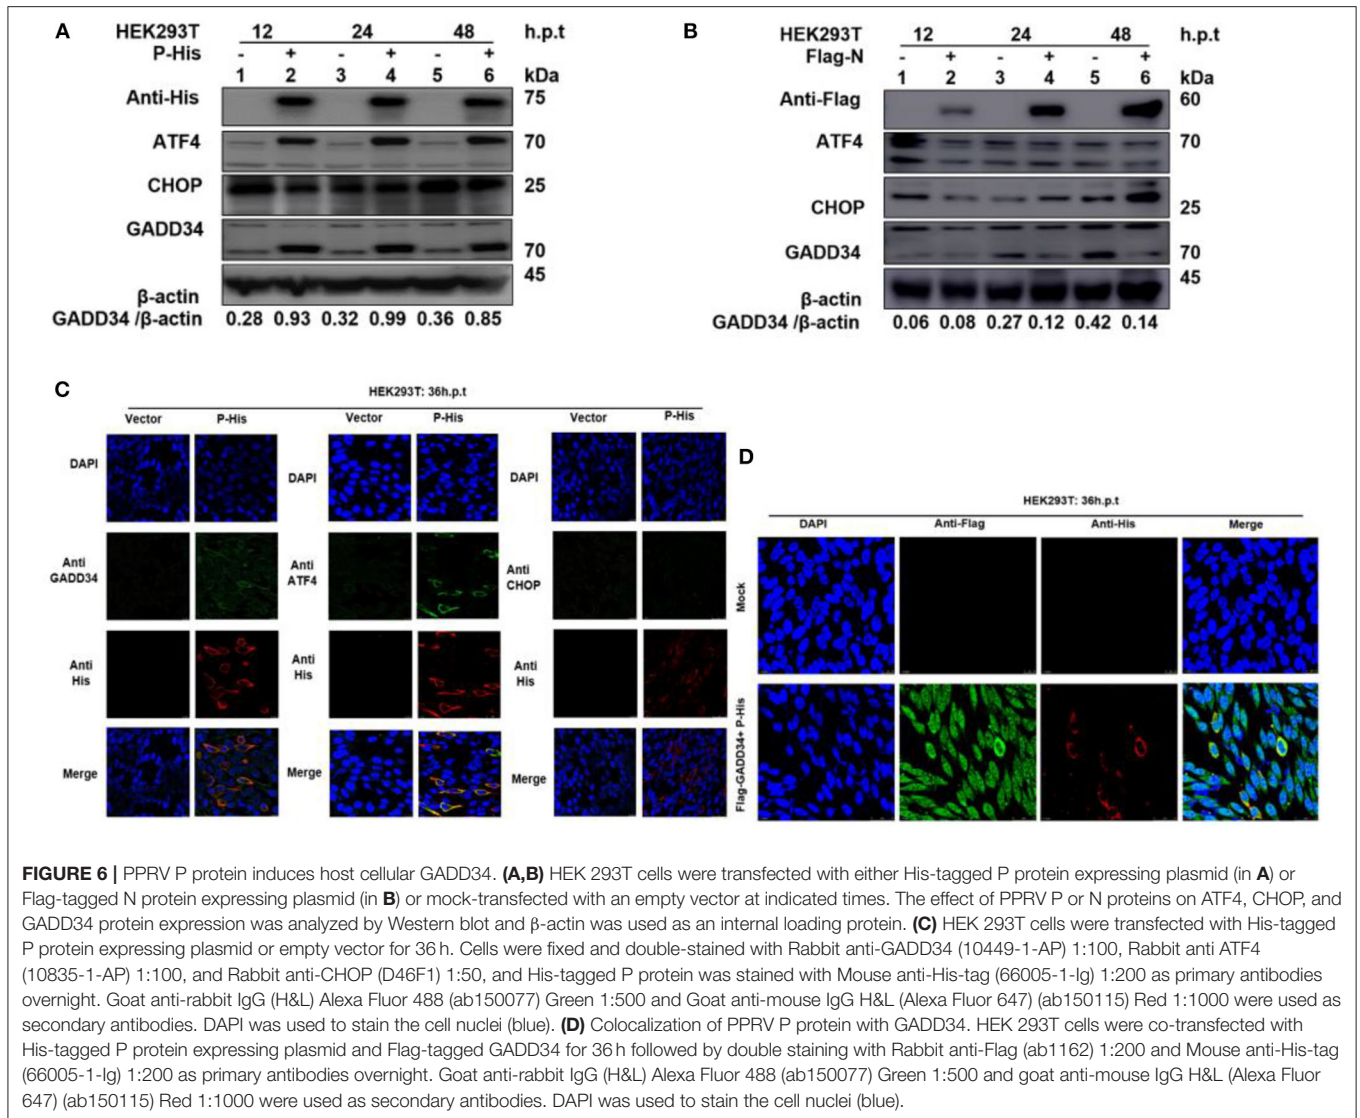 A
HEK293T 12 24 48 h.p.t
P-His - + - + - +
1 2 3 4 5 6 kDa
Anti-His 75
ATF4 70
CHOP 25
GADD34 70
β-actin 45
GADD34 /β-actin 0.28 0.93 0.32 0.99 0.36 0.85
B
HEK293T 12 24 48 h.p.t
Flag-N - + - + - +
1 2 3 4 5 6 kDa
Anti-Flag 60
ATF4 70
CHOP 25
GADD34 70
β-actin 45
GADD34 /β-actin 0.06 0.08 0.27 0.12 0.42 0.14
C
HEK293T: 36h.p.t
Vector P-His Vector P-His Vector P-His
DAPI DAPI DAPI
Anti GADD34 Anti ATF4 Anti CHOP
Anti His Anti His Anti His
Merge Merge Merge
D
HEK293T: 36h.p.t
DAPI Anti-Flag Anti-His Merge
Mock
Flag-GADD34+ P-His
FIGURE 6 | PPRV P protein induces host cellular GADD34. (A,B) HEK 293T cells were transfected with either His-tagged P protein expressing plasmid (in A) or
Flag-tagged N protein expressing plasmid (in B) or mock-transfected with an empty vector at indicated times. The effect of PPRV P or N proteins on ATF4, CHOP, and
GADD34 protein expression was analyzed by Western blot and β-actin was used as an internal loading protein. (C) HEK 293T cells were transfected with His-tagged
P protein expressing plasmid or empty vector for 36 h. Cells were fixed and double-stained with Rabbit anti-GADD34 (10449-1-AP) 1:100, Rabbit anti ATF4
(10835-1-AP) 1:100, and Rabbit anti-CHOP (D46F1) 1:50, and His-tagged P protein was stained with Mouse anti-His-tag (66005-1-Ig) 1:200 as primary antibodies
overnight. Goat anti-rabbit IgG (H&L) Alexa Fluor 488 (ab150077) Green 1:500 and Goat anti-mouse IgG H&L (Alexa Fluor 647) (ab150115) Red 1:1000 were used as
secondary antibodies. DAPI was used to stain the cell nuclei (blue). (D) Colocalization of PPRV P protein with GADD34. HEK 293T cells were co-transfected with
His-tagged P protein expressing plasmid and Flag-tagged GADD34 for 36 h followed by double staining with Rabbit anti-Flag (ab1162) 1:200 and Mouse anti-His-tag
(66005-1-Ig) 1:200 as primary antibodies overnight. Goat anti-rabbit IgG (H&L) Alexa Fluor 488 (ab150077) Green 1:500 and goat anti-mouse IgG H&L (Alexa Fluor
647) (ab150115) Red 1:1000 were used as secondary antibodies. DAPI was used to stain the cell nuclei (blue).